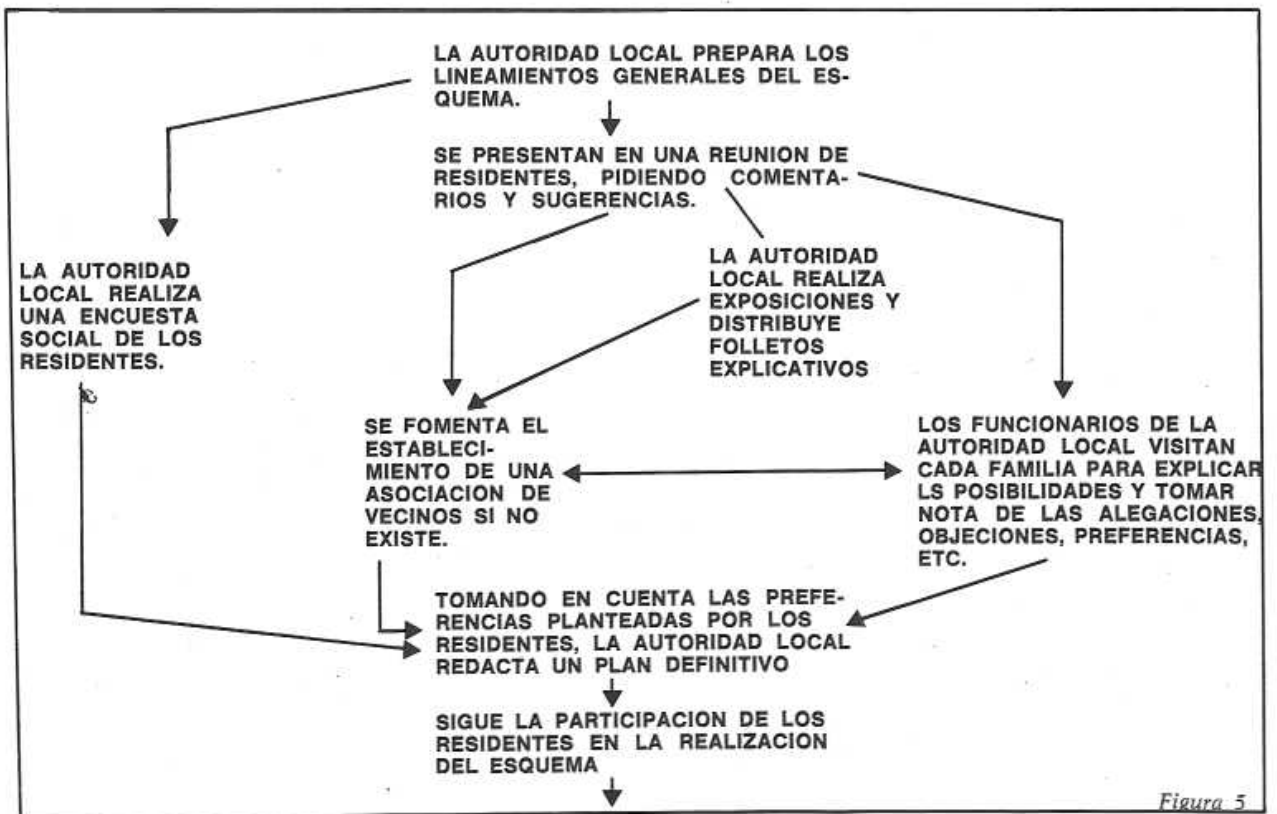 LA AUTORIDAD LOCAL PREPARA LOS
LINEAMIENTOS GENERALES DEL ES-
QUEMA.
SE PRESENTAN EN UNA REUNION DE
RESIDENTES, PIDIENDO COMENTA-
RIOS Y SUGERENCIAS.
LA AUTORIDAD
LOCAL REALIZA
EXPOSICIONES Y
DISTRIBUYE
FOLLETOS
EXPLICATIVOS
LA AUTORIDAD
LOCAL REALIZA
UNA ENCUESTA
SOCIAL DE LOS
RESIDENTES.
SE FOMENTA EL
ESTABLECI-
MIENTO DE UNA
ASOCIACION DE
VECINOS SI NO
EXISTE.
LOS FUNCIONARIOS DE LA
AUTORIDAD LOCAL VISITAN
CADA FAMILIA PARA EXPLICAR
LS POSIBILIDADES Y TOMAR
NOTA DE LAS ALEGACIONES,
OBJECIONES, PREFERENCIAS,
ETC.
TOMANDO EN CUENTA LAS PREFE-
RENCIAS PLANTEADAS POR LOS
RESIDENTES, LA AUTORIDAD LOCAL
REDACTA UN PLAN DEFINITIVO
SIGUE LA PARTICIPACION DE LOS
RESIDENTES EN LA REALIZACION
DEL ESQUEMA
Figura 5